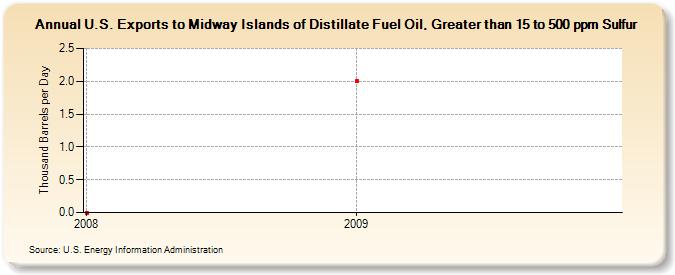 Annual U.S. Exports to Midway Islands of Distillate Fuel Oil, Greater than 15 to 500 ppm Sulfur
Thousand Barrels per Day
2.5
2.0
1.5
1.0
0.5
0.0
2008
2009
Source: U.S. Energy Information Administration